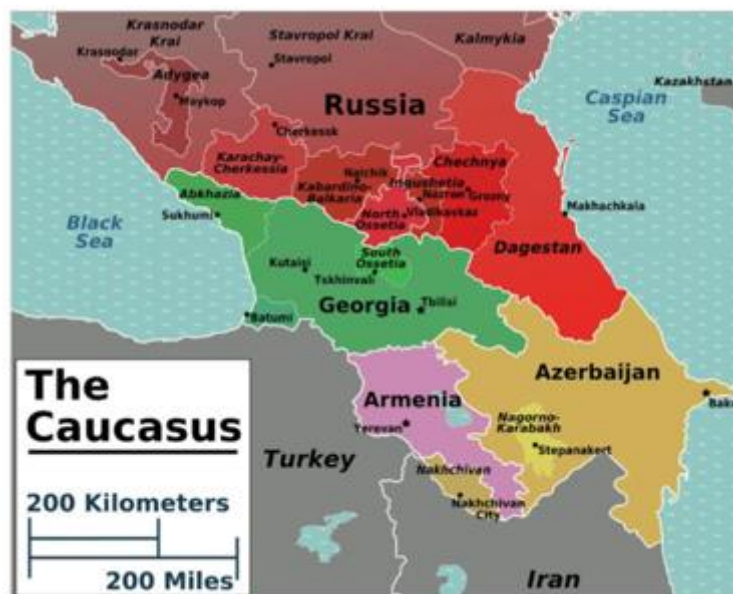 Krasnodar
Krai
Krasnodar
Adygea
Maykop
Stavropol Krai
Stavropol
Kalmykia
Kazakhstan
Caspian
Sea
Russia
Cherkessk
Karachay-
Cherkessia
Nalchik
Kabardino-
Balkaria
Chechnya
Ingushetia
Nazran
Grozny
North
Ossetia
Vladikavkaz
Makhachkala
Dagestan
Abkhazia
Sukhumi
Black
Sea
Kutaisi
South
Ossetia
Tskhinvali
Georgia
Tbilisi
Batumi
Azerbaijan
Baku
Armenia
Yerevan
Nagorno-
Karabakh
Stepanakert
Nakhchivan
Nakhchivan
City
Turkey
Iran
The
Caucasus
200 Kilometers
200 Miles